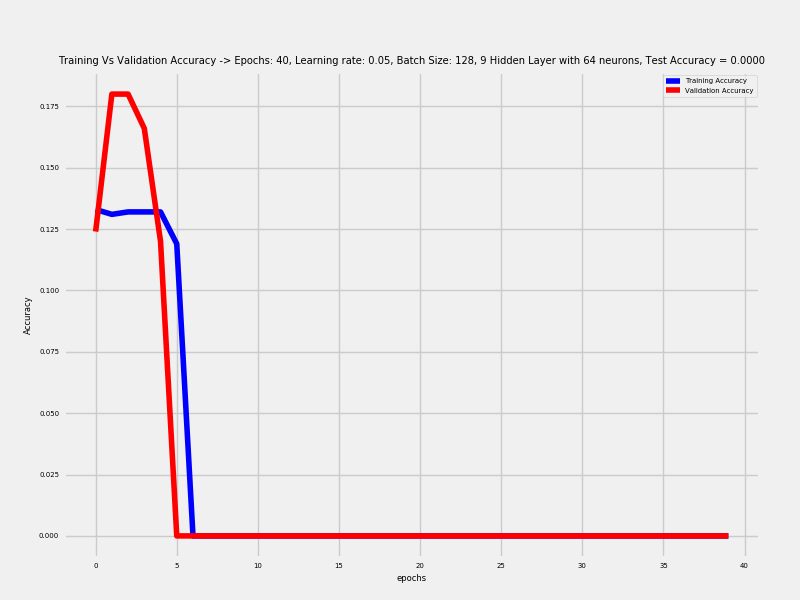 Training Vs Validation Accuracy -> Epochs: 40, Learning rate: 0.05, Batch Size: 128, 9 Hidden Layer with 64 neurons, Test Accuracy = 0.0000
Training Accuracy
Validation Accuracy
0.175
0.150
0.125
0.100
0.075
0.050
0.025
0.000
Accuracy
0 5 10 15 20 25 30 35 40
epochs